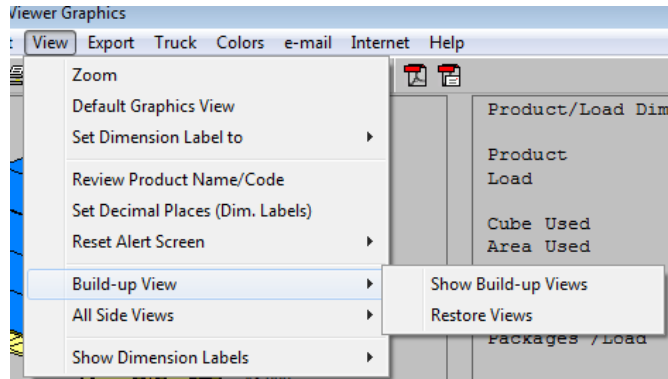 Viewer Graphics
View Export Truck Colors e-mail Internet Help
Zoom
Default Graphics View
Set Dimension Label to
Review Product Name/Code
Set Decimal Places (Dim. Labels)
Reset Alert Screen
Build-up View
All Side Views
Show Dimension Labels
Show Build-up Views
Restore Views
Product/Load Dim
Product
Load
Cube Used
Area Used
Packages /Load